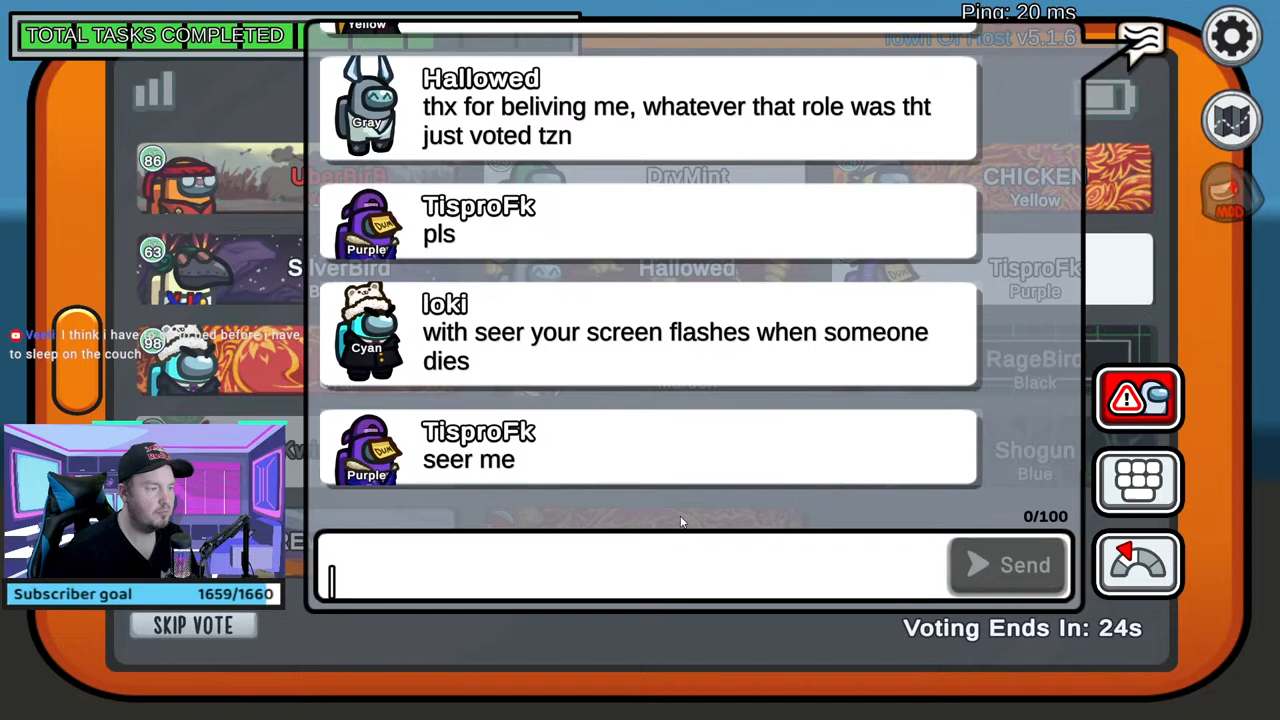 Ping: 20 ms
TOTAL TASKS COMPLETED
Town Of Host v5.1.6
Yellow
Hallowed
thx for beliving me, whatever that role was tht
just voted tzn
Gray
86
DryMint
CHICKEN
Yellow
MOD
TisproFk
pls
Purple
63
SilverBird
Hallowed
TisproFk
Purple
loki
with seer your screen flashes when someone
dies
Cyan
98
I think i have to
bed before i have
to sleep on the couch
RageBird
Black
TisproFk
seer me
Purple
Shogun
Blue
0/100
Send
Subscriber goal 1659/1660
SKIP VOTE
Voting Ends In: 24s